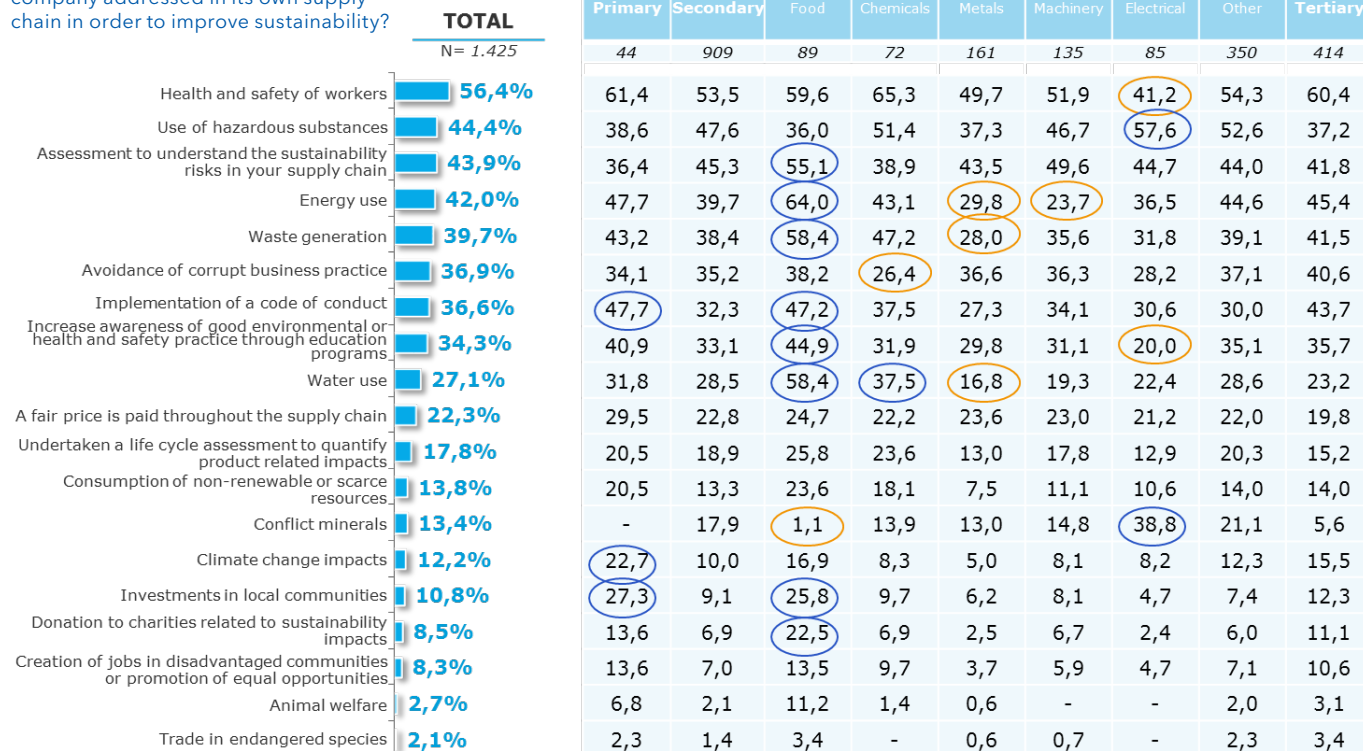 company addressed in its own supply
chain in order to improve sustainability?
TOTAL
N= 1.425
Primary Secondary Food Chemicals Metals Machinery Electrical Other Tertiary
44 909 89 72 161 135 85 350 414
Health and safety of workers 56,4% 61,4 53,5 59,6 65,3 49,7 51,9 41,2 54,3 60,4
Use of hazardous substances 44,4% 38,6 47,6 36,0 51,4 37,3 46,7 57,6 52,6 37,2
Assessment to understand the sustainability
risks in your supply chain 43,9% 36,4 45,3 55,1 38,9 43,5 49,6 44,7 44,0 41,8
Energy use 42,0% 47,7 39,7 64,0 43,1 29,8 23,7 36,5 44,6 45,4
Waste generation 39,7% 43,2 38,4 58,4 47,2 28,0 35,6 31,8 39,1 41,5
Avoidance of corrupt business practice 36,9% 34,1 35,2 38,2 26,4 36,6 36,3 28,2 37,1 40,6
Implementation of a code of conduct 36,6% 47,7 32,3 47,2 37,5 27,3 34,1 30,6 30,0 43,7
Increase awareness of good environmental or
health and safety practice through education
programs 34,3% 40,9 33,1 44,9 31,9 29,8 31,1 20,0 35,1 35,7
Water use 27,1% 31,8 28,5 58,4 37,5 16,8 19,3 22,4 28,6 23,2
A fair price is paid throughout the supply chain 22,3% 29,5 22,8 24,7 22,2 23,6 23,0 21,2 22,0 19,8
Undertaken a life cycle assessment to quantify
product related impacts 17,8% 20,5 18,9 25,8 23,6 13,0 17,8 12,9 20,3 15,2
Consumption of non-renewable or scarce
resources 13,8% 20,5 13,3 23,6 18,1 7,5 11,1 10,6 14,0 14,0
Conflict minerals 13,4% - 17,9 1,1 13,9 13,0 14,8 38,8 21,1 5,6
Climate change impacts 12,2% 22,7 10,0 16,9 8,3 5,0 8,1 8,2 12,3 15,5
Investments in local communities 10,8% 27,3 9,1 25,8 9,7 6,2 8,1 4,7 7,4 12,3
Donation to charities related to sustainability
impacts 8,5% 13,6 6,9 22,5 6,9 2,5 6,7 2,4 6,0 11,1
Creation of jobs in disadvantaged communities
or promotion of equal opportunities 8,3% 13,6 7,0 13,5 9,7 3,7 5,9 4,7 7,1 10,6
Animal welfare 2,7% 6,8 2,1 11,2 1,4 0,6 - - 2,0 3,1
Trade in endangered species 2,1% 2,3 1,4 3,4 - 0,6 0,7 - 2,3 3,4